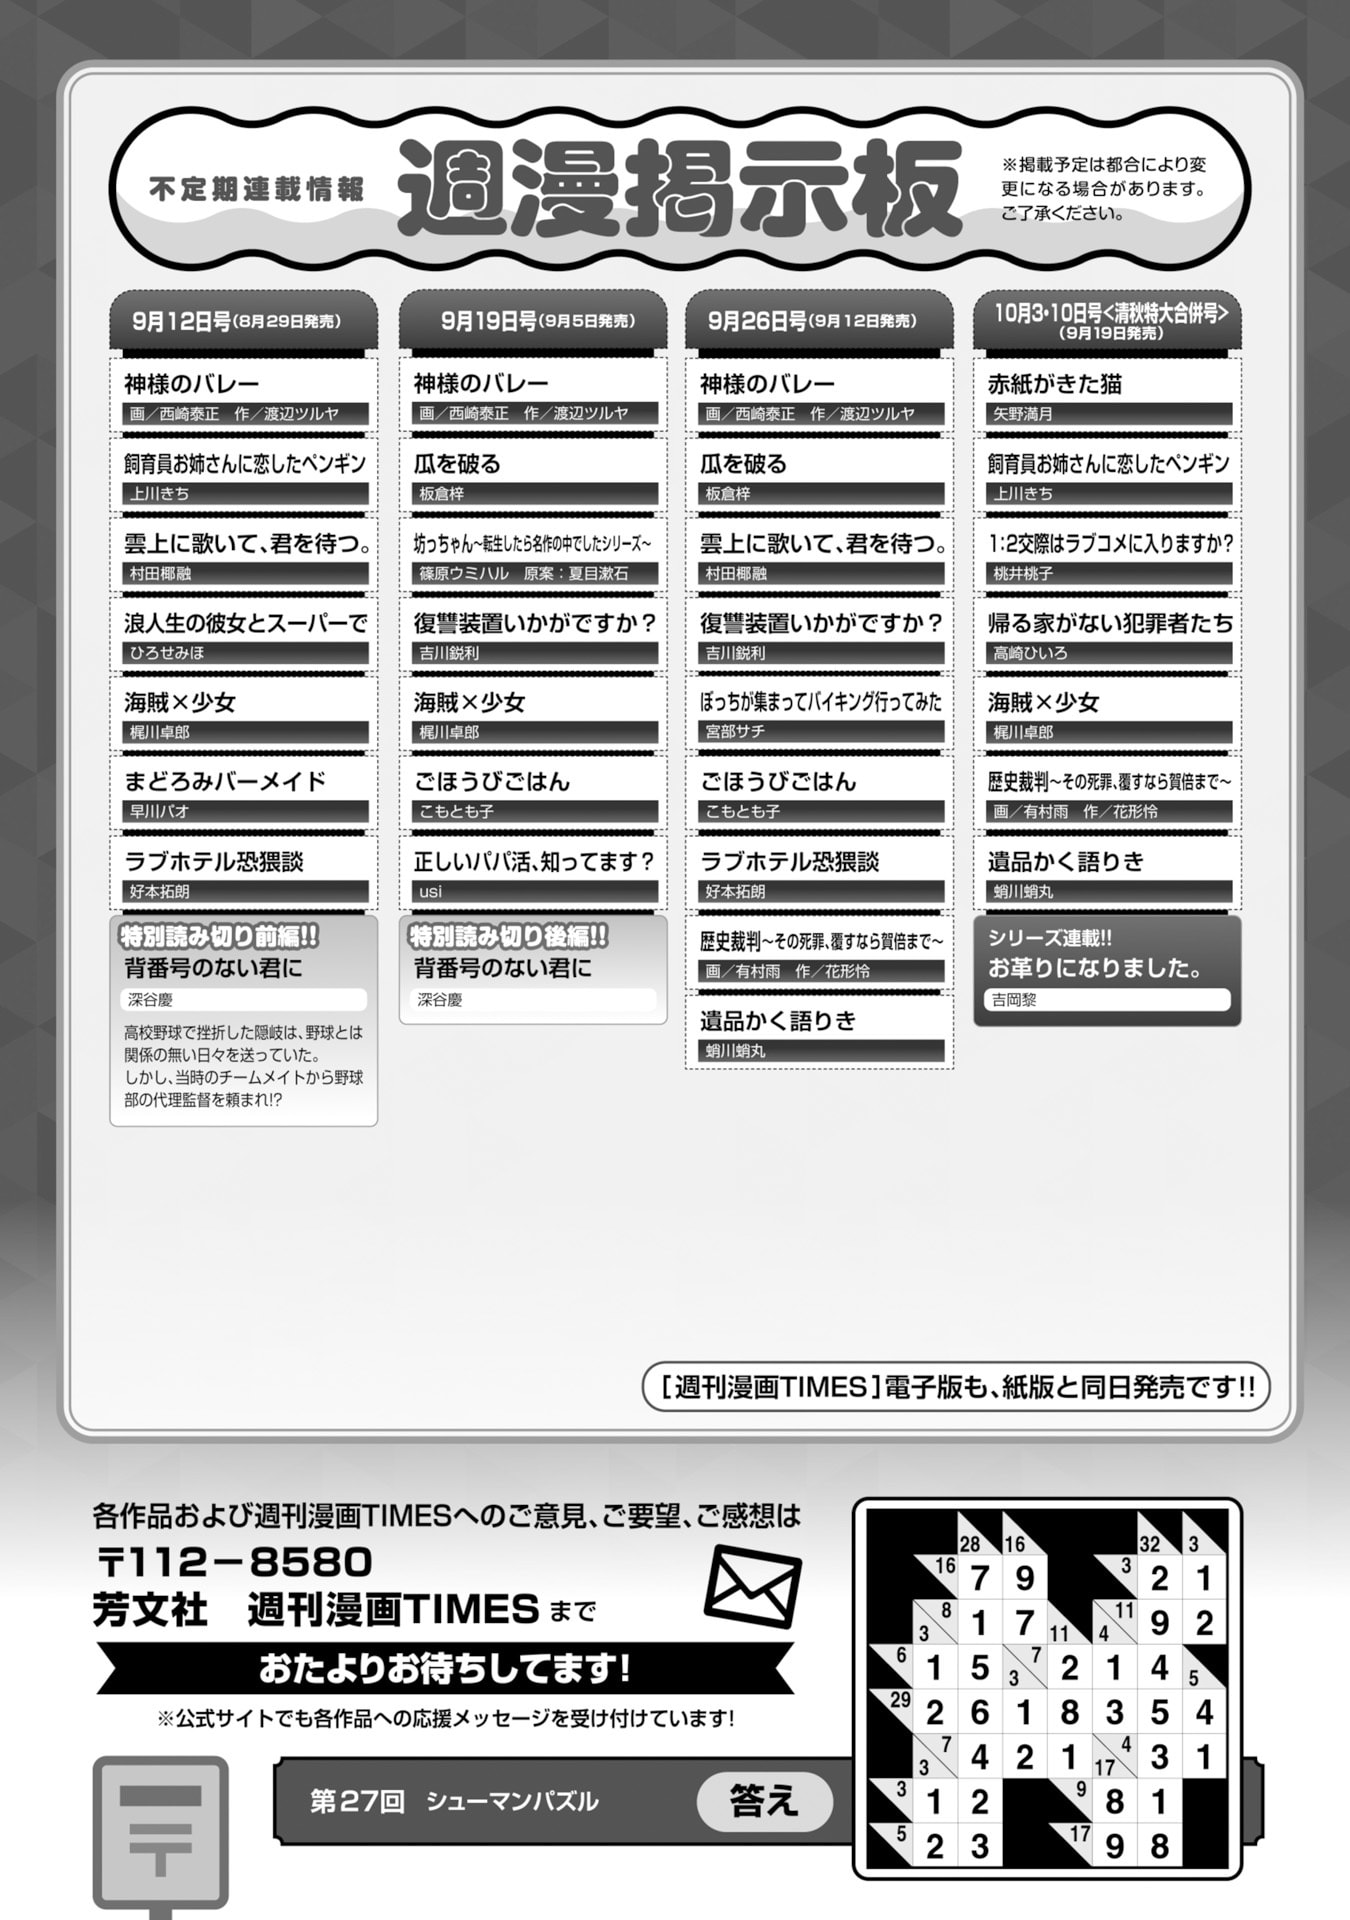 不定期連載情報
週漫掲示板
※掲載予定は都合により変
更になる場合があります。
ご了承ください。
9月12日号(8月29日発売)
神様のバレー
画／西崎泰正　作／渡辺ツルヤ
飼育員お姉さんに恋したペンギン
上川きち
雲上に歌いて、君を待つ。
村田椰融
浪人生の彼女とスーパーで
ひろせみほ
海賊×少女
梶川卓郎
まどろみバーメイド
早川パオ
ラブホテル恐猥談
好本拓朗
特別読み切り前編!!
背番号のない君に
深谷慶
高校野球で挫折した隠岐は、野球とは
関係の無い日々を送っていた。
しかし、当時のチームメイトから野球
部の代理監督を頼まれ!?
9月19日号(9月5日発売)
神様のバレー
画／西崎泰正　作／渡辺ツルヤ
瓜を破る
板倉梓
坊っちゃん～転生したら名作の中でしたシリーズ～
篠原ウミハル　原案：夏目漱石
復讐装置いかがですか？
吉川鋭利
海賊×少女
梶川卓郎
ごほうびごはん
こもとも子
正しいパパ活、知ってます？
usi
特別読み切り後編!!
背番号のない君に
深谷慶
9月26日号(9月12日発売)
神様のバレー
画／西崎泰正　作／渡辺ツルヤ
瓜を破る
板倉梓
雲上に歌いて、君を待つ。
村田椰融
復讐装置いかがですか？
吉川鋭利
ぼっちが集まってバイキング行ってみた
宮部サチ
ごほうびごはん
こもとも子
ラブホテル恐猥談
好本拓朗
歴史裁判～その死罪、覆すなら賀倍まで～
画／有村雨　作／花形怜
遺品かく語りき
蛸川蛸丸
10月3・10日号<清秋特大合併号>
(9月19日発売)
赤紙がきた猫
矢野満月
飼育員お姉さんに恋したペンギン
上川きち
1:2交際はラブコメに入りますか?
桃井桃子
帰る家がない犯罪者たち
高崎ひいろ
海賊×少女
梶川卓郎
歴史裁判～その死罪、覆すなら賀倍まで～
画／有村雨　作／花形怜
遺品かく語りき
蛸川蛸丸
シリーズ連載!!
お革りになりました。
吉岡黎
[週刊漫画TIMES]電子版も、紙版と同日発売です!!
各作品および週刊漫画TIMESへのご意見、ご要望、ご感想は
〒112－8580
芳文社　週刊漫画TIMES まで
おたよりお待ちしてます!
※公式サイトでも各作品への応援メッセージを受け付けています!
第27回　シューマンパズル
答え
28 16 32 3
16 7 9 3 2 1
3 8 1 7 11 4 11 9 2
6 1 5 3 7 2 1 4 5
29 2 6 1 8 3 5 4
3 7 4 2 1 17 4 3 1
3 1 2 9 8 1
5 2 3 17 9 8